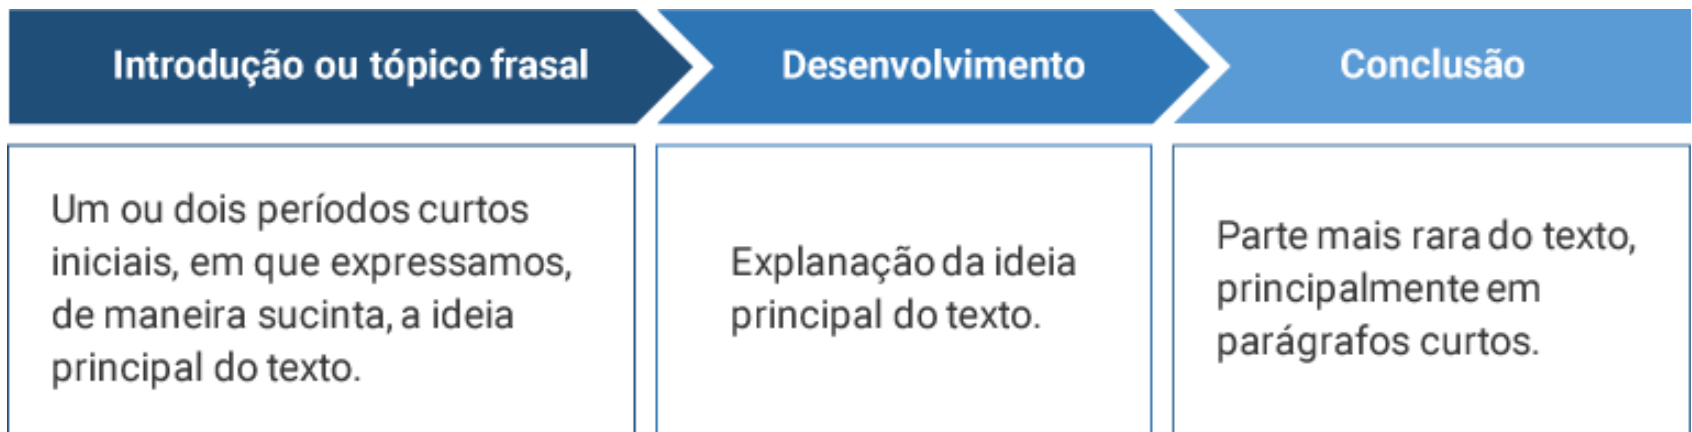 Introdução ou tópico frasal
Desenvolvimento
Conclusão
Um ou dois períodos curtos
iniciais, em que expressamos,
de maneira sucinta, a ideia
principal do texto.
Explanação da ideia
principal do texto.
Parte mais rara do texto,
principalmente em
parágrafos curtos.